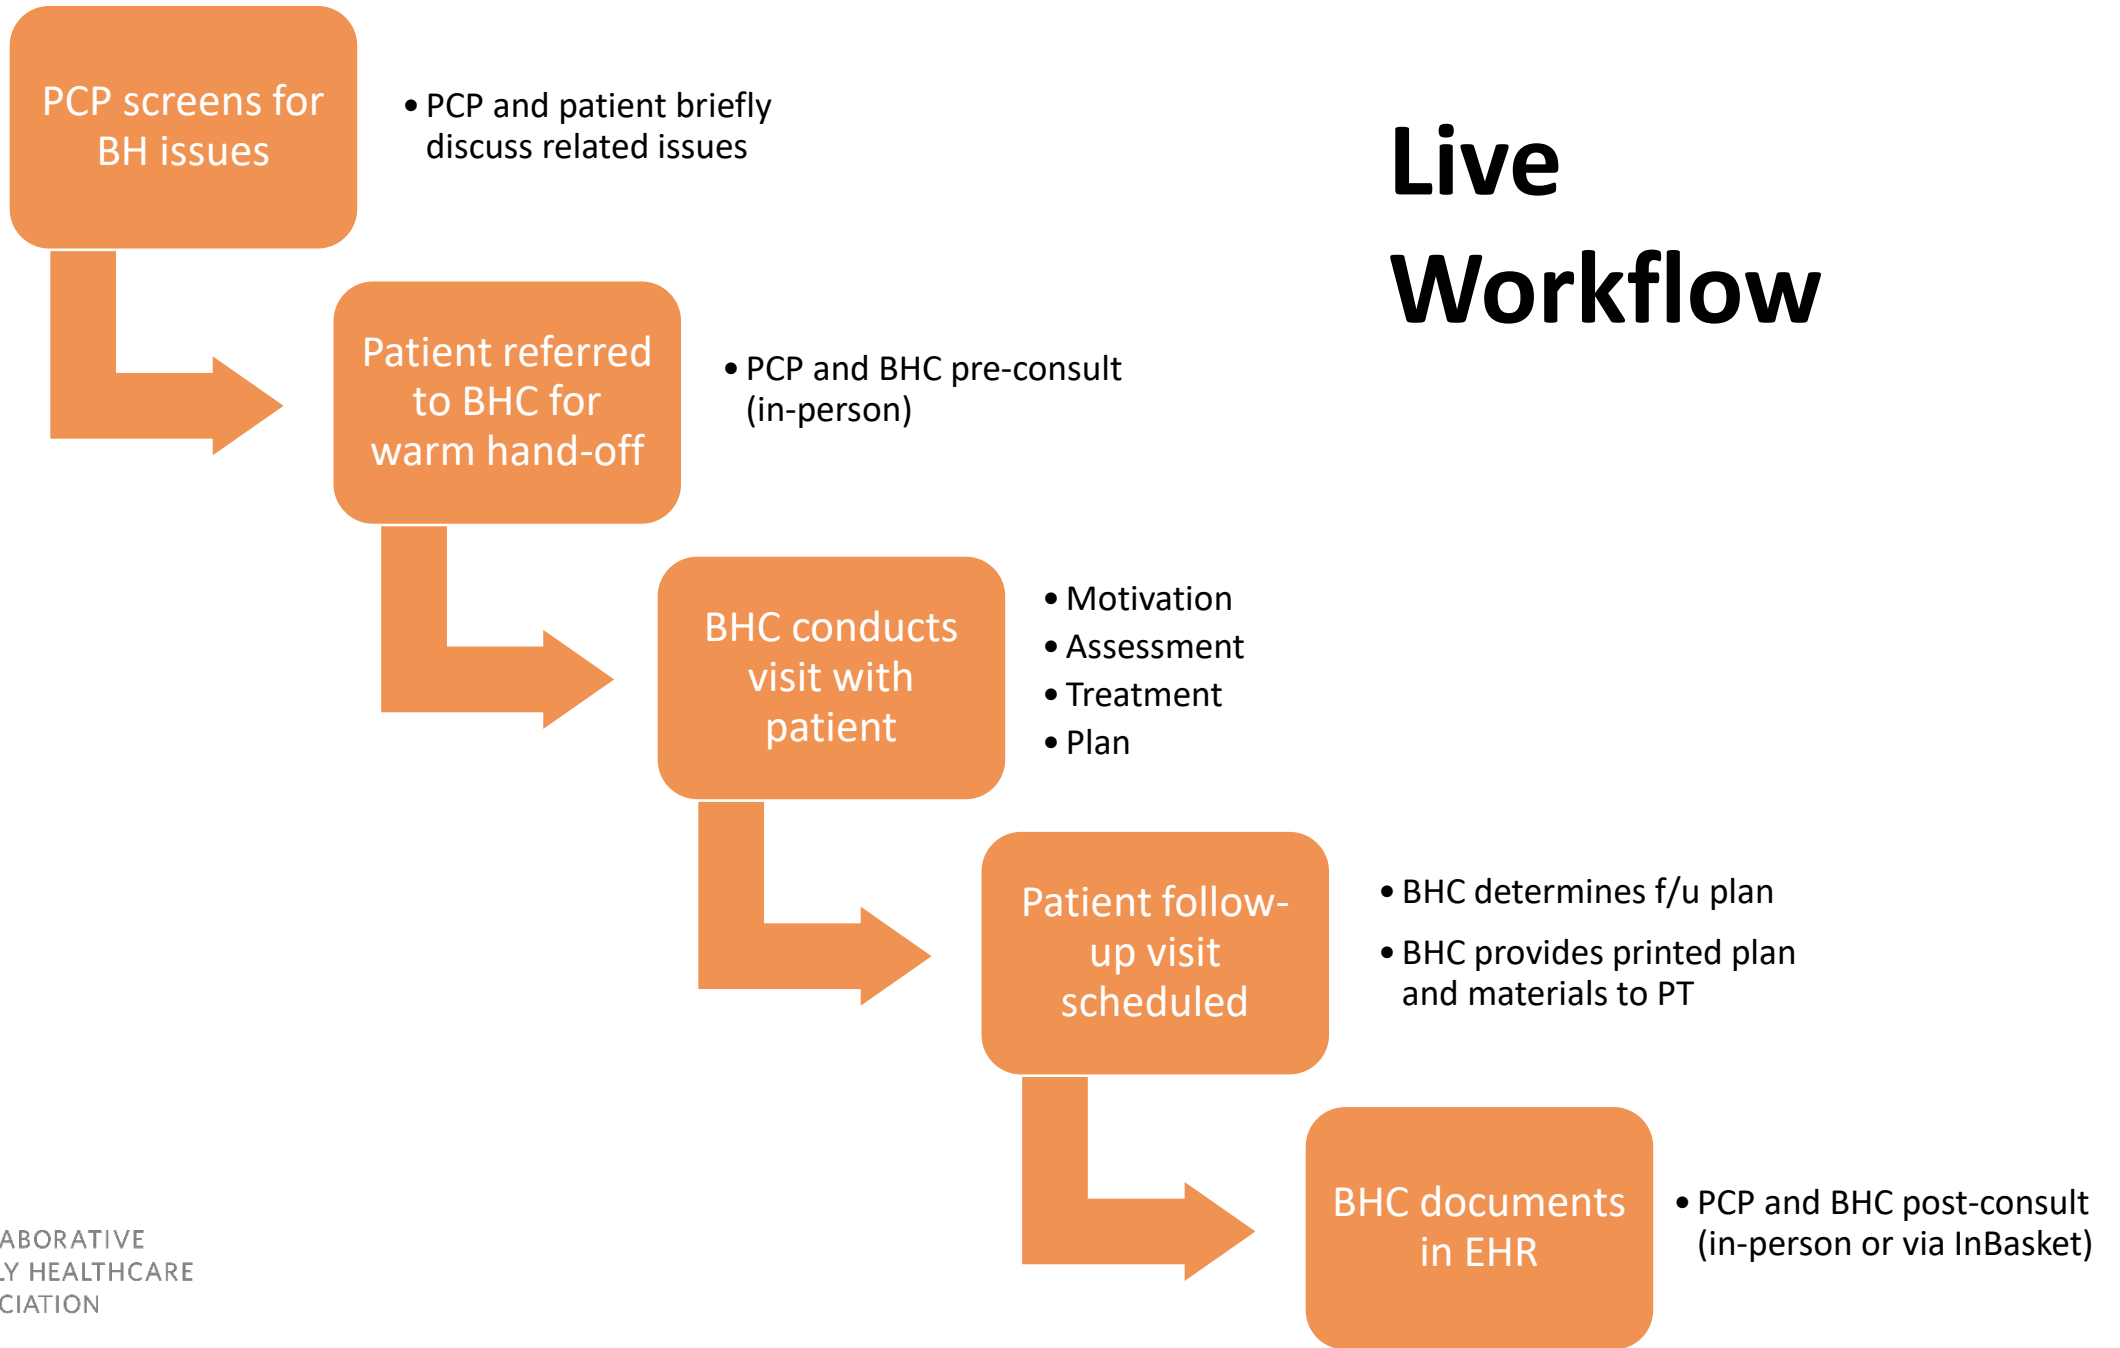 Live
Workflow
PCP screens for
BH issues
• PCP and patient briefly
discuss related issues
Patient referred
to BHC for
warm hand-off
• PCP and BHC pre-consult
(in-person)
BHC conducts
visit with
patient
• Motivation
• Assessment
• Treatment
• Plan
Patient follow-
up visit
scheduled
• BHC determines f/u plan
• BHC provides printed plan
and materials to PT
BHC documents
in EHR
• PCP and BHC post-consult
(in-person or via InBasket)
ABORATIVE
LY HEALTHCARE
CIATION